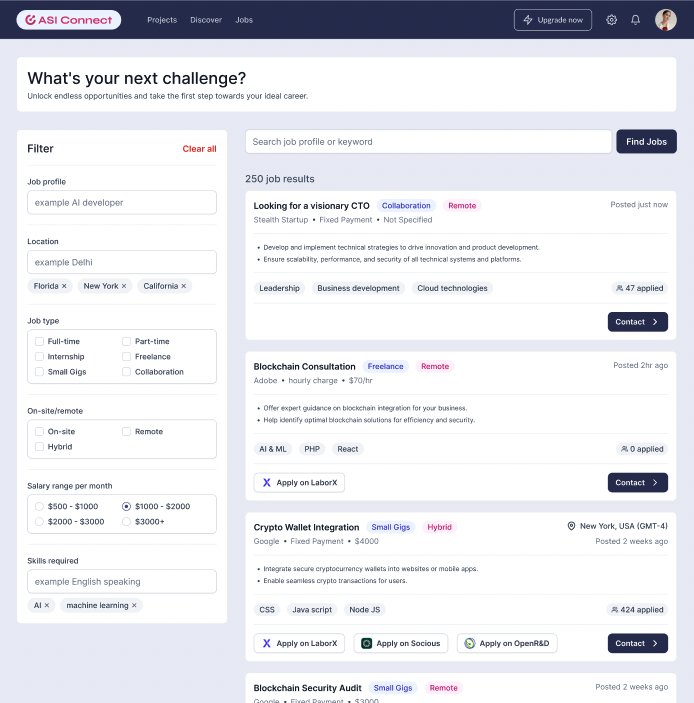 ASI Connect
Projects Discover Jobs
Upgrade now
What's your next challenge?
Unlock endless opportunities and take the first step towards your ideal career.
Filter
Clear all
Job profile
example AI developer
Location
example Delhi
Florida × New York × California ×
Job type
Full-time Part-time
Internship Freelance
Small Gigs Collaboration
On-site/remote
On-site Remote
Hybrid
Salary range per month
$500 - $1000 $1000 - $2000
$2000 - $3000 $3000+
Skills required
example English speaking
AI × machine learning ×
Search job profile or keyword
Find Jobs
250 job results
Looking for a visionary CTO Collaboration Remote Posted just now
Stealth Startup • Fixed Payment • Not Specified
• Develop and implement technical strategies to drive innovation and product development.
• Ensure scalability, performance, and security of all technical systems and platforms.
Leadership Business development Cloud technologies 47 applied
Contact
Blockchain Consultation Freelance Remote Posted 2hr ago
Adobe • hourly charge • $70/hr
• Offer expert guidance on blockchain integration for your business.
• Help identify optimal blockchain solutions for efficiency and security.
AI & ML PHP React 0 applied
Apply on LaborX Contact
Crypto Wallet Integration Small Gigs Hybrid New York, USA (GMT-4)
Google • Fixed Payment • $4000 Posted 2 weeks ago
• Integrate secure cryptocurrency wallets into websites or mobile apps.
• Enable seamless crypto transactions for users.
CSS Java script Node JS 424 applied
Apply on LaborX Apply on Socious Apply on OpenR&D Contact
Blockchain Security Audit Small Gigs Remote Posted 2 weeks ago
Google • Fixed Payment • $3000